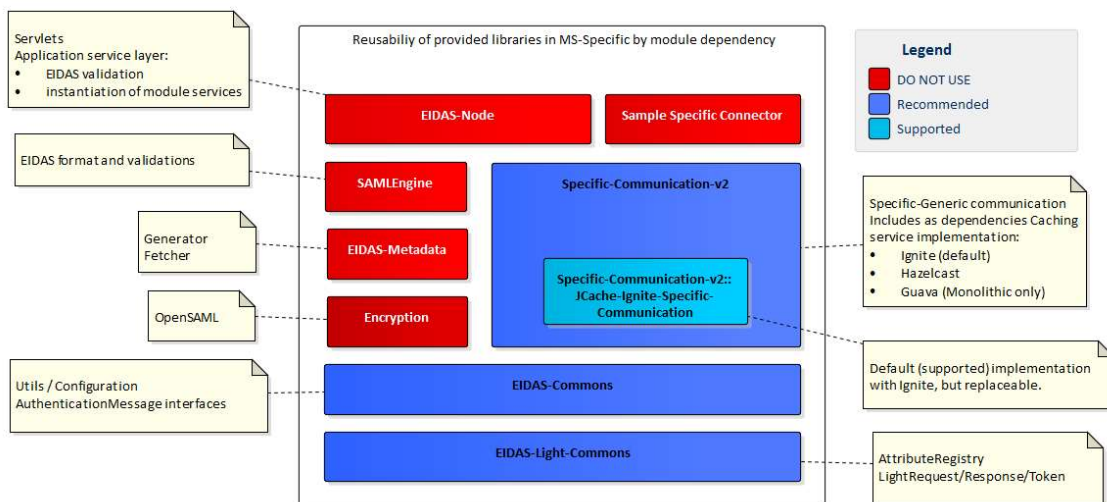 Servlets
Application service layer:
• EIDAS validation
• instantiation of module services
Reusabiliy of provided libraries in MS-Specific by module dependency
Legend
DO NOT USE
Recommended
Supported
EIDAS-Node
Sample Specific Connector
EIDAS format and validations
SAMLEngine
Specific-Communication-v2
Specific-Generic communication
Includes as dependencies Caching
service implementation:
• Ignite (default)
• Hazelcast
• Guava (Monolithic only)
Generator
Fetcher
EIDAS-Metadata
Specific-Communication-v2::
JCache-Ignite-Specific-
Communication
OpenSAML
Encryption
Default (supported) implementation
with Ignite, but replaceable.
Utils / Configuration
AuthenticationMessage interfaces
EIDAS-Commons
EIDAS-Light-Commons
AttributeRegistry
LightRequest/Response/Token